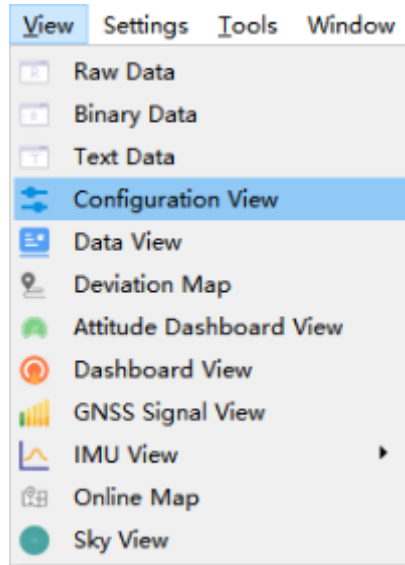 View Settings Tools Window
Raw Data
Binary Data
Text Data
Configuration View
Data View
Deviation Map
Attitude Dashboard View
Dashboard View
GNSS Signal View
IMU View
Online Map
Sky View